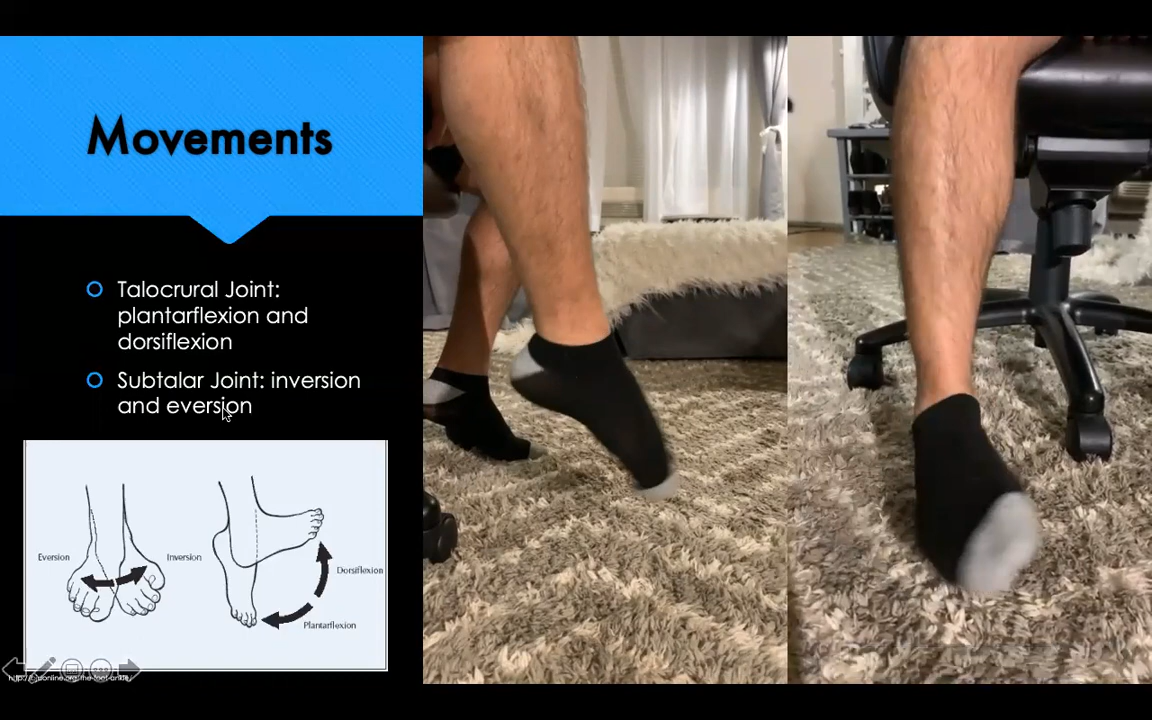 Movements
Talocrural Joint:
plantarflexion and
dorsiflexion
Subtalar Joint: inversion
and eversion
Eversion
Inversion
Dorsiflexion
Plantarflexion